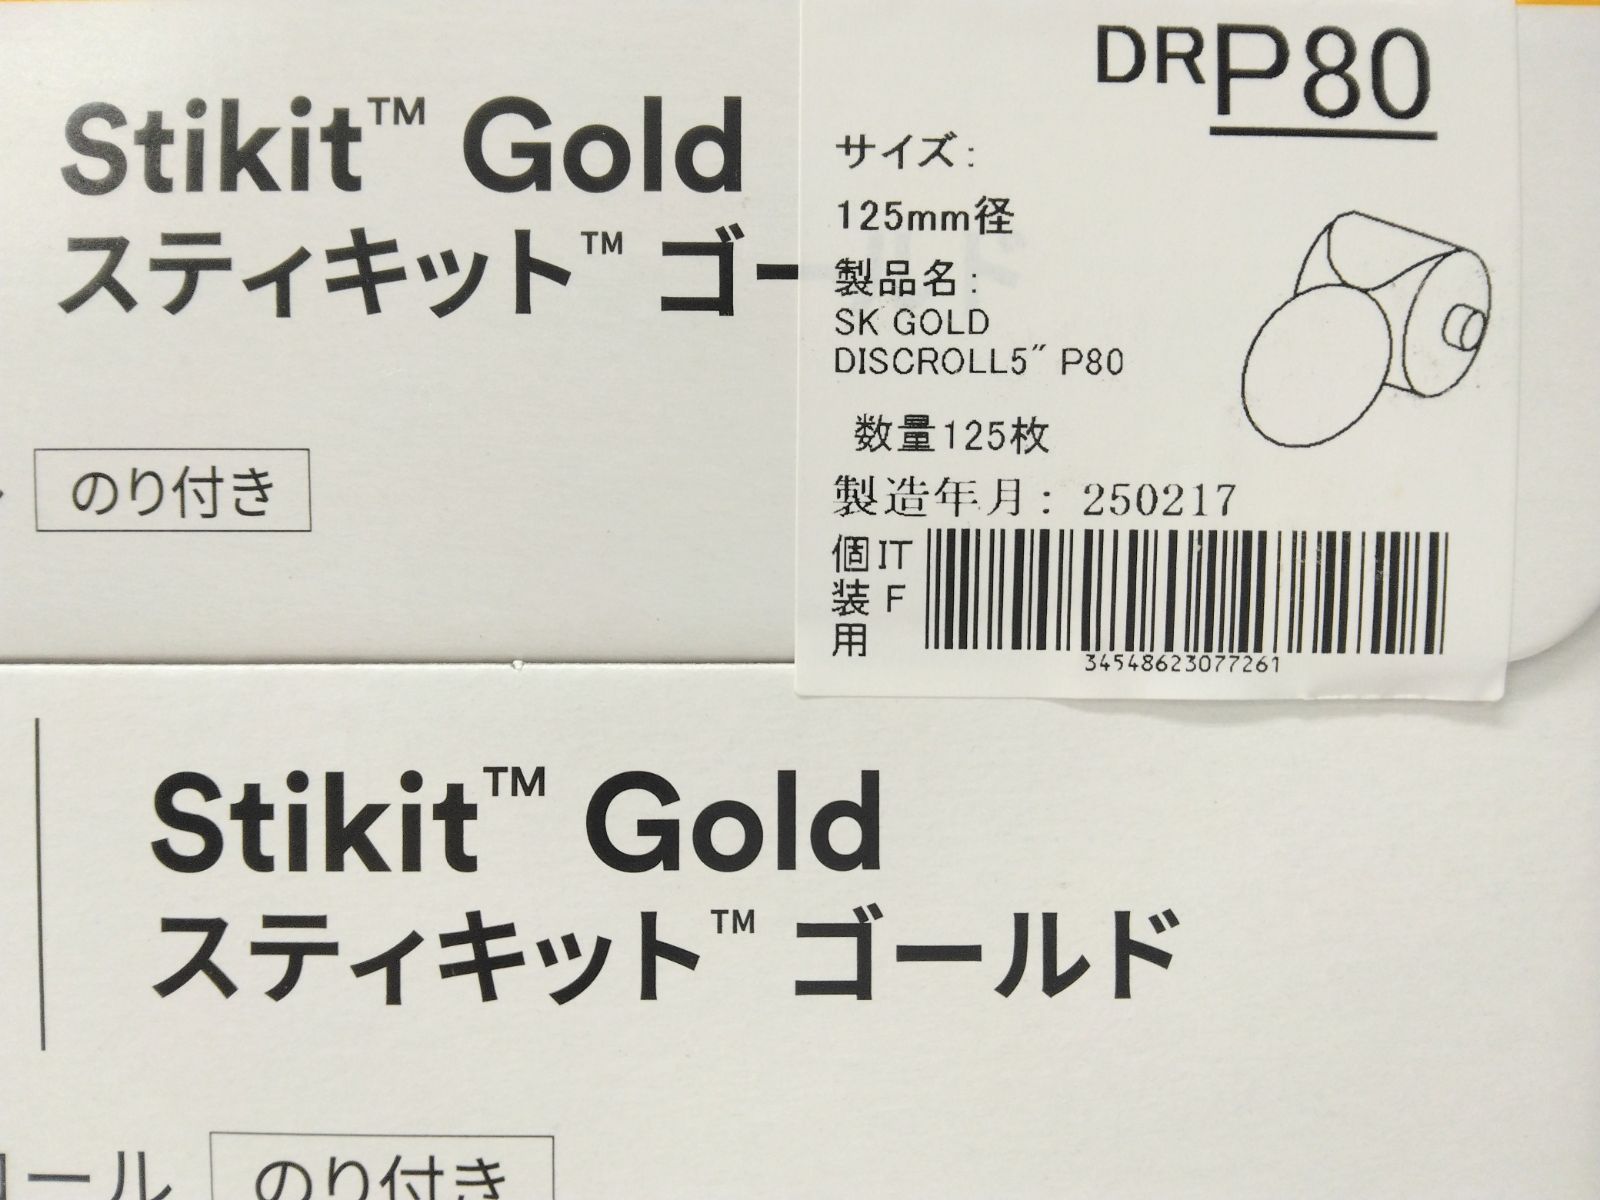 Stikit™ Gold
スティキット™ ゴー
のり付き
DRP80
サイズ:
125mm径
製品名:
SK GOLD
DISCROLL5″ P80
数量125枚
製造年月: 250217
個装用 ITF
34548623077261
Stikit™ Gold
スティキット™ ゴールド
ール
のり付き